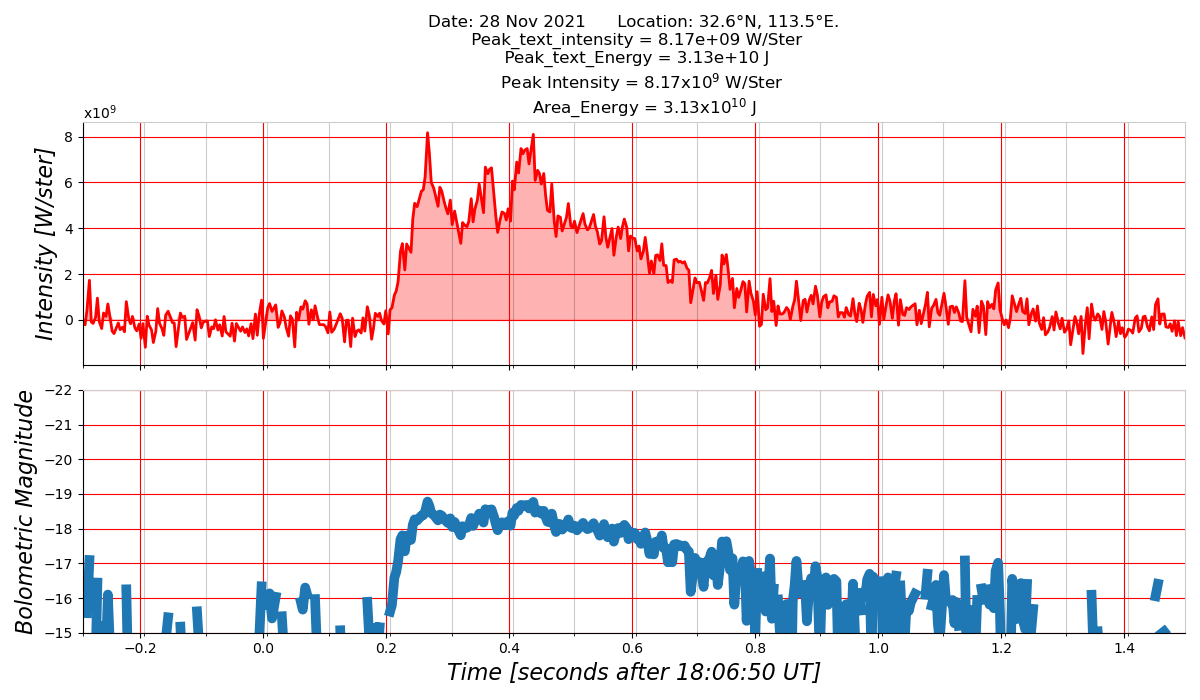 Date: 28 Nov 2021      Location: 32.6°N, 113.5°E.
Peak_text_intensity = 8.17e+09 W/Ster
Peak_text_Energy = 3.13e+10 J
Peak Intensity = 8.17x10⁹ W/Ster
Area_Energy = 3.13x10¹⁰ J
x10⁹
8
6
4
2
0
Intensity [W/ster]
−22
−21
−20
−19
−18
−17
−16
−15
Bolometric Magnitude
−0.2 0.0 0.2 0.4 0.6 0.8 1.0 1.2 1.4
Time [seconds after 18:06:50 UT]